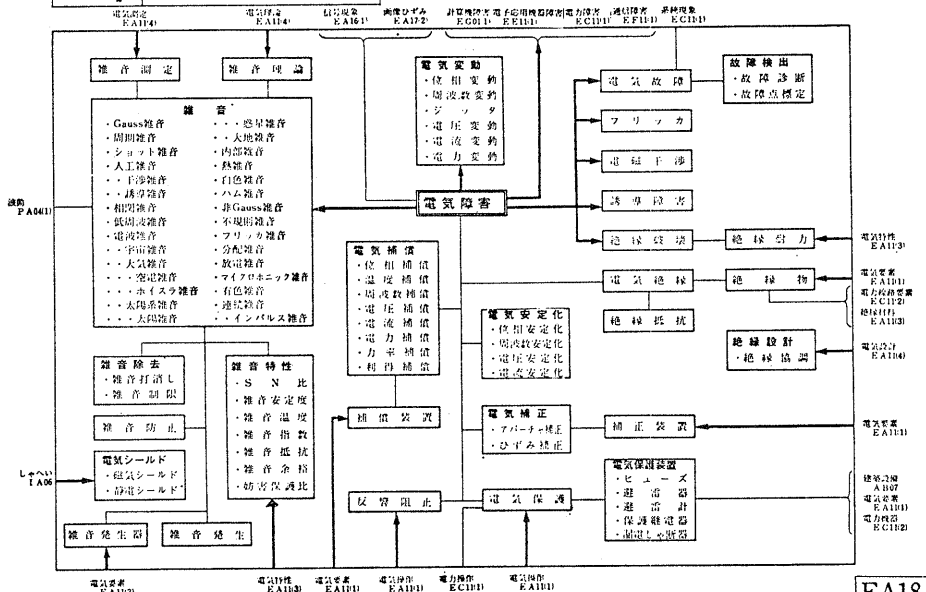 電気測定
EA11(4)
電気理論
EA11(4)
信号現象
EA16(1)
画像ひずみ
EA17(2)
計算機障害
EG01(1)
電子応用機器障害
EE11(1)
電力障害
EC11(1)
通信障害
EF11(1)
系統現象
EC11(1)
雑音測定
雑音理論
雑音
・Gauss雑音
・周期雑音
・ショット雑音
・人工雑音
・・干渉雑音
・・誘導雑音
・相関雑音
・低周波雑音
・電波雑音
・・宇宙雑音
・・大気雑音
・・・空電雑音
・・・ホイスラ雑音
・・太陽系雑音
・・・太陽雑音
・・・惑星雑音
・・大地雑音
・内部雑音
・熱雑音
・白色雑音
・ハム雑音
・非Gauss雑音
・不規則雑音
・フリッカ雑音
・分配雑音
・放電雑音
・マイクロホニック雑音
・有色雑音
・連続雑音
・・インパルス雑音
波動
PA04(1)
電気変動
・位相変動
・周波数変動
・ジッタ
・電圧変動
・電流変動
・電力変動
電気障害
電気故障
故障検出
・故障診断
・故障点標定
フリッカ
電磁干渉
誘導障害
絶縁破壊
絶縁耐力
電気特性
EA11(3)
電気絶縁
絶縁物
電気要素
EA11(1)
電力系統要素
EC11(2)
絶縁材料
EA11(3)
絶縁抵抗
絶縁設計
・絶縁協調
電気設計
EA11(4)
電気補償
・位相補償
・温度補償
・周波数補償
・電圧補償
・電流補償
・電力補償
・力率補償
・利得補償
電気安定化
・位相安定化
・周波数安定化
・電圧安定化
・電流安定化
雑音除去
・雑音打消し
・雑音制限
雑音防止
電気シールド
・磁気シールド
・静電シールド
しゃへい
IA06
雑音特性
・SN比
・雑音安定度
・雑音温度
・雑音指数
・雑音抵抗
・雑音余裕
・妨害保護比
補償装置
電気補正
・アパーチャ補正
・ひずみ補正
補正装置
電気要素
EA11(1)
反響阻止
電気保護
電気保護装置
・ヒューズ
・避雷器
・避雷計
・保護継電器
・漏電しゃ断器
建築設備
AB07
電気要素
EA11(1)
電力機器
EC11(2)
雑音発生器
雑音発生
電気要素
電気特性
EA11(3)
電気要素
EA11(1)
電気操作
EA11(1)
電力操作
EC11(1)
電気操作
EA11(1)
EA18